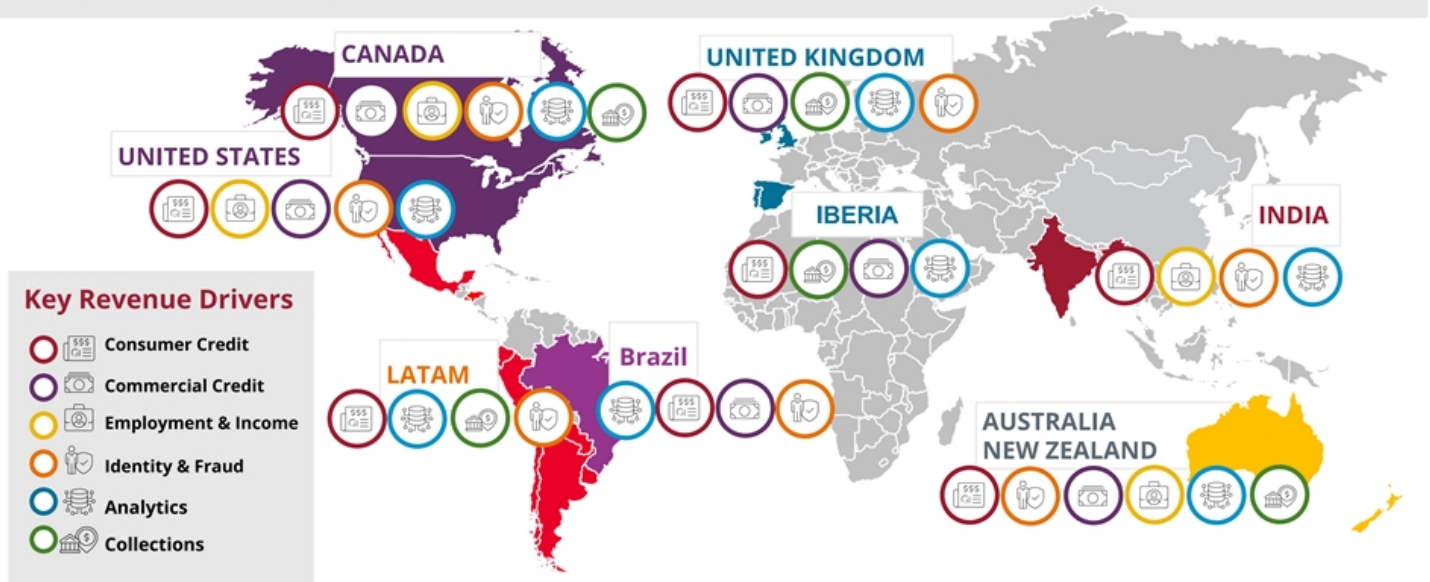 CANADA
UNITED KINGDOM
UNITED STATES
IBERIA
INDIA
Key Revenue Drivers
Consumer Credit
Commercial Credit
Employment & Income
Identity & Fraud
Analytics
Collections
LATAM
Brazil
AUSTRALIA
NEW ZEALAND